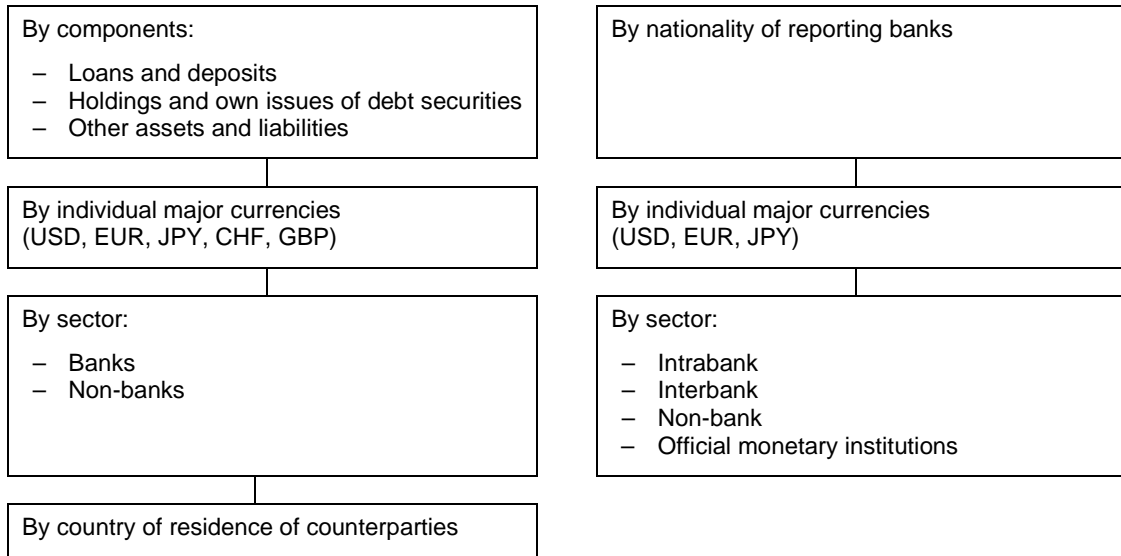 By components:
– Loans and deposits
– Holdings and own issues of debt securities
– Other assets and liabilities
By individual major currencies
(USD, EUR, JPY, CHF, GBP)
By sector:
– Banks
– Non-banks
By country of residence of counterparties
By nationality of reporting banks
By individual major currencies
(USD, EUR, JPY)
By sector:
– Intrabank
– Interbank
– Non-bank
– Official monetary institutions